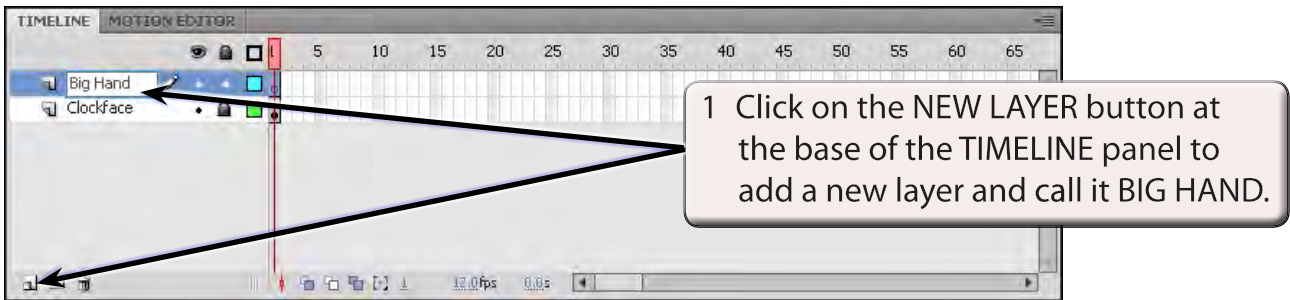 TIMELINE MOTION EDITOR
5 10 15 20 25 30 35 40 45 50 55 60 65
Big Hand
Clockface
1 Click on the NEW LAYER button at
the base of the TIMELINE panel to
add a new layer and call it BIG HAND.
1 12.0fps 0.0s